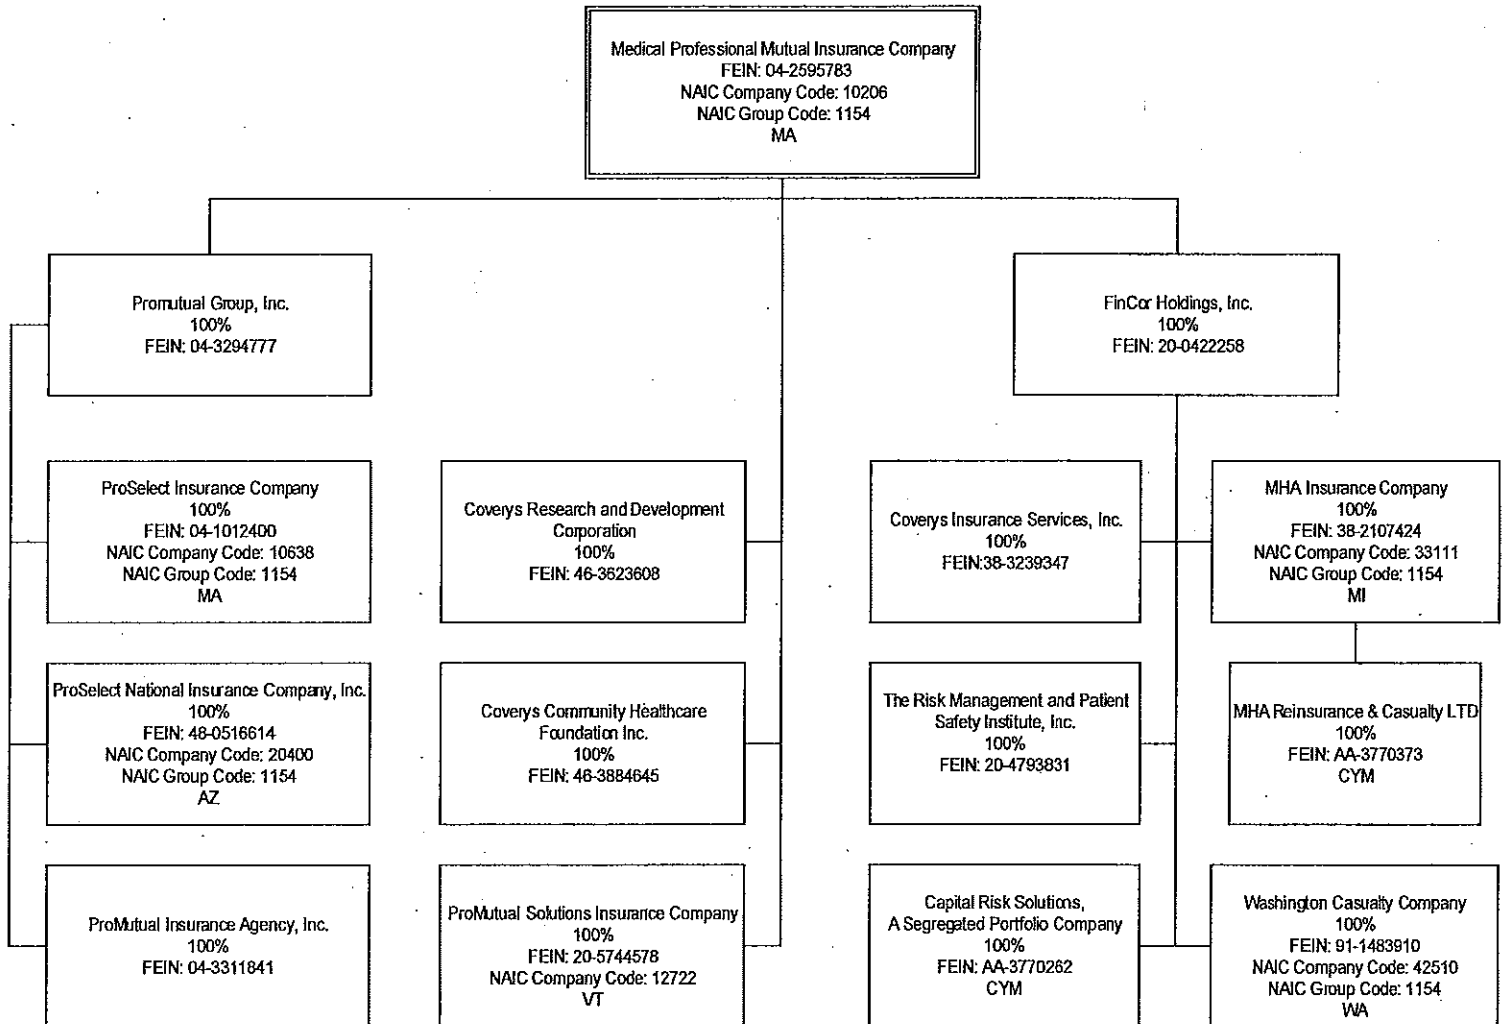 Medical Professional Mutual Insurance Company
FEIN: 04-2595783
NAIC Company Code: 10206
NAIC Group Code: 1154
MA
Promutual Group, Inc.
100%
FEIN: 04-3294777
FinCor Holdings, Inc.
100%
FEIN: 20-0422258
ProSelect Insurance Company
100%
FEIN: 04-1012400
NAIC Company Code: 10638
NAIC Group Code: 1154
MA
Coverys Research and Development
Corporation
100%
FEIN: 46-3623608
Coverys Insurance Services, Inc.
100%
FEIN:38-3239347
MHA Insurance Company
100%
FEIN: 38-2107424
NAIC Company Code: 33111
NAIC Group Code: 1154
MI
ProSelect National Insurance Company, Inc.
100%
FEIN: 48-0516614
NAIC Company Code: 20400
NAIC Group Code: 1154
AZ
Coverys Community Healthcare
Foundation Inc.
100%
FEIN: 46-3884645
The Risk Management and Patient
Safety Institute, Inc.
100%
FEIN: 20-4793831
MHA Reinsurance & Casualty LTD
100%
FEIN: AA-3770373
CYM
ProMutual Insurance Agency, Inc.
100%
FEIN: 04-3311841
ProMutual Solutions Insurance Company
100%
FEIN: 20-5744578
NAIC Company Code: 12722
VT
Capital Risk Solutions,
A Segregated Portfolio Company
100%
FEIN: AA-3770262
CYM
Washington Casualty Company
100%
FEIN: 91-1483910
NAIC Company Code: 42510
NAIC Group Code: 1154
WA